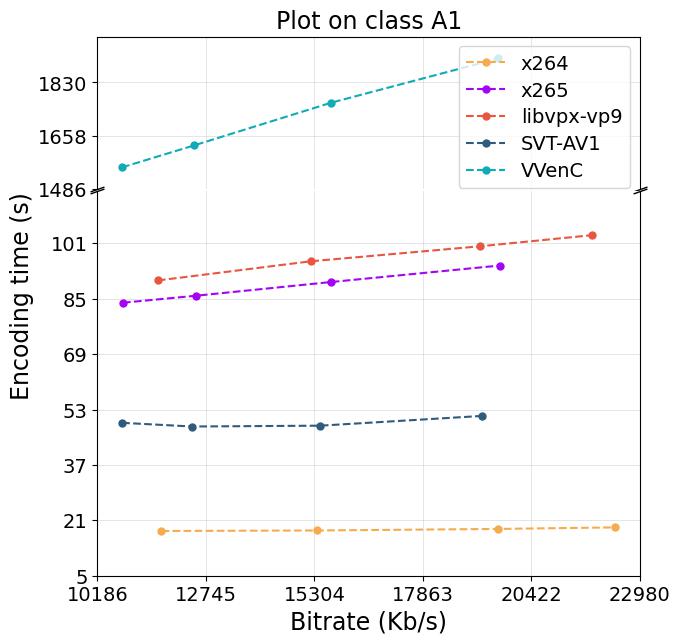 Plot on class A1
x264
x265
libvpx-vp9
SVT-AV1
VVenC
1830
1658
1486
101
85
69
53
37
21
5
Encoding time (s)
10186 12745 15304 17863 20422 22980
Bitrate (Kb/s)